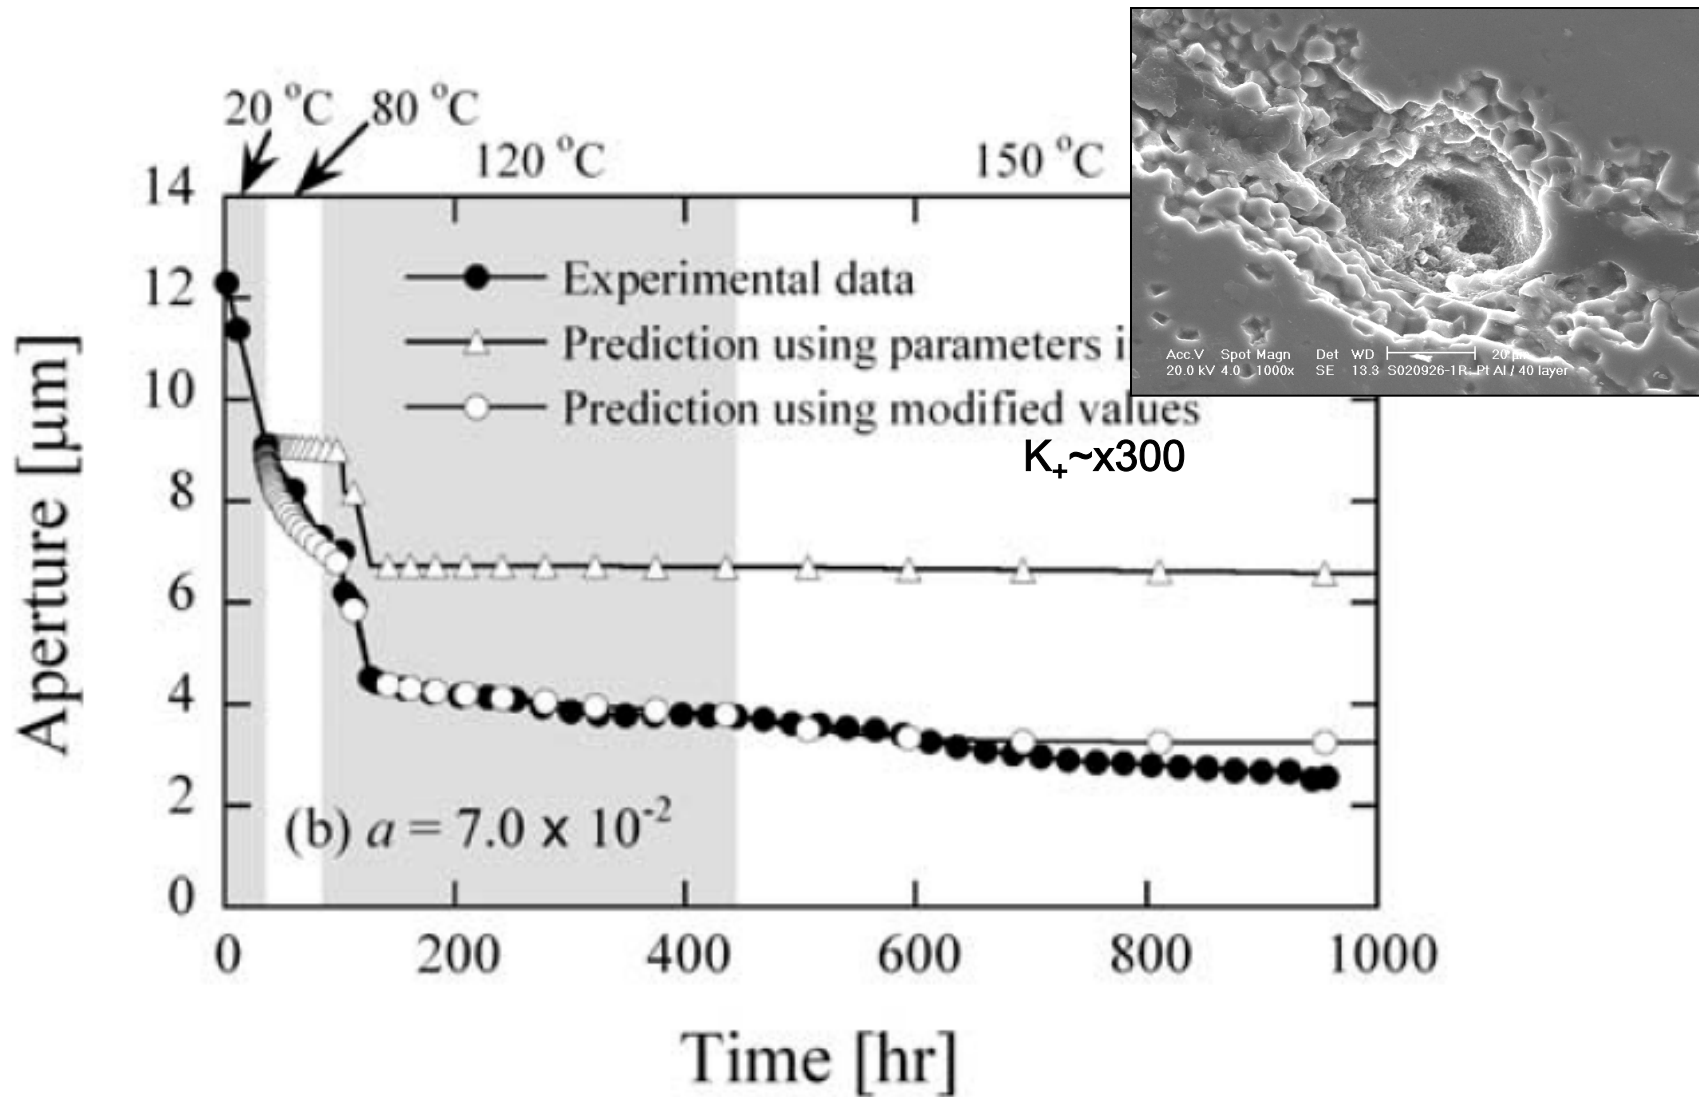 20 °C
80 °C
120 °C
150 °C
14
12
10
8
6
4
2
0
Aperture [µm]
Experimental data
Prediction using parameters
Prediction using modified values
K+~x300
(b) a = 7.0 x 10-2
0 200 400 600 800 1000
Time [hr]
Acc.V Spot Magn Det WD 20 µm
20.0 kV 4.0 1000x SE 13.3 S020926-1R: Pt Al / 40 layer